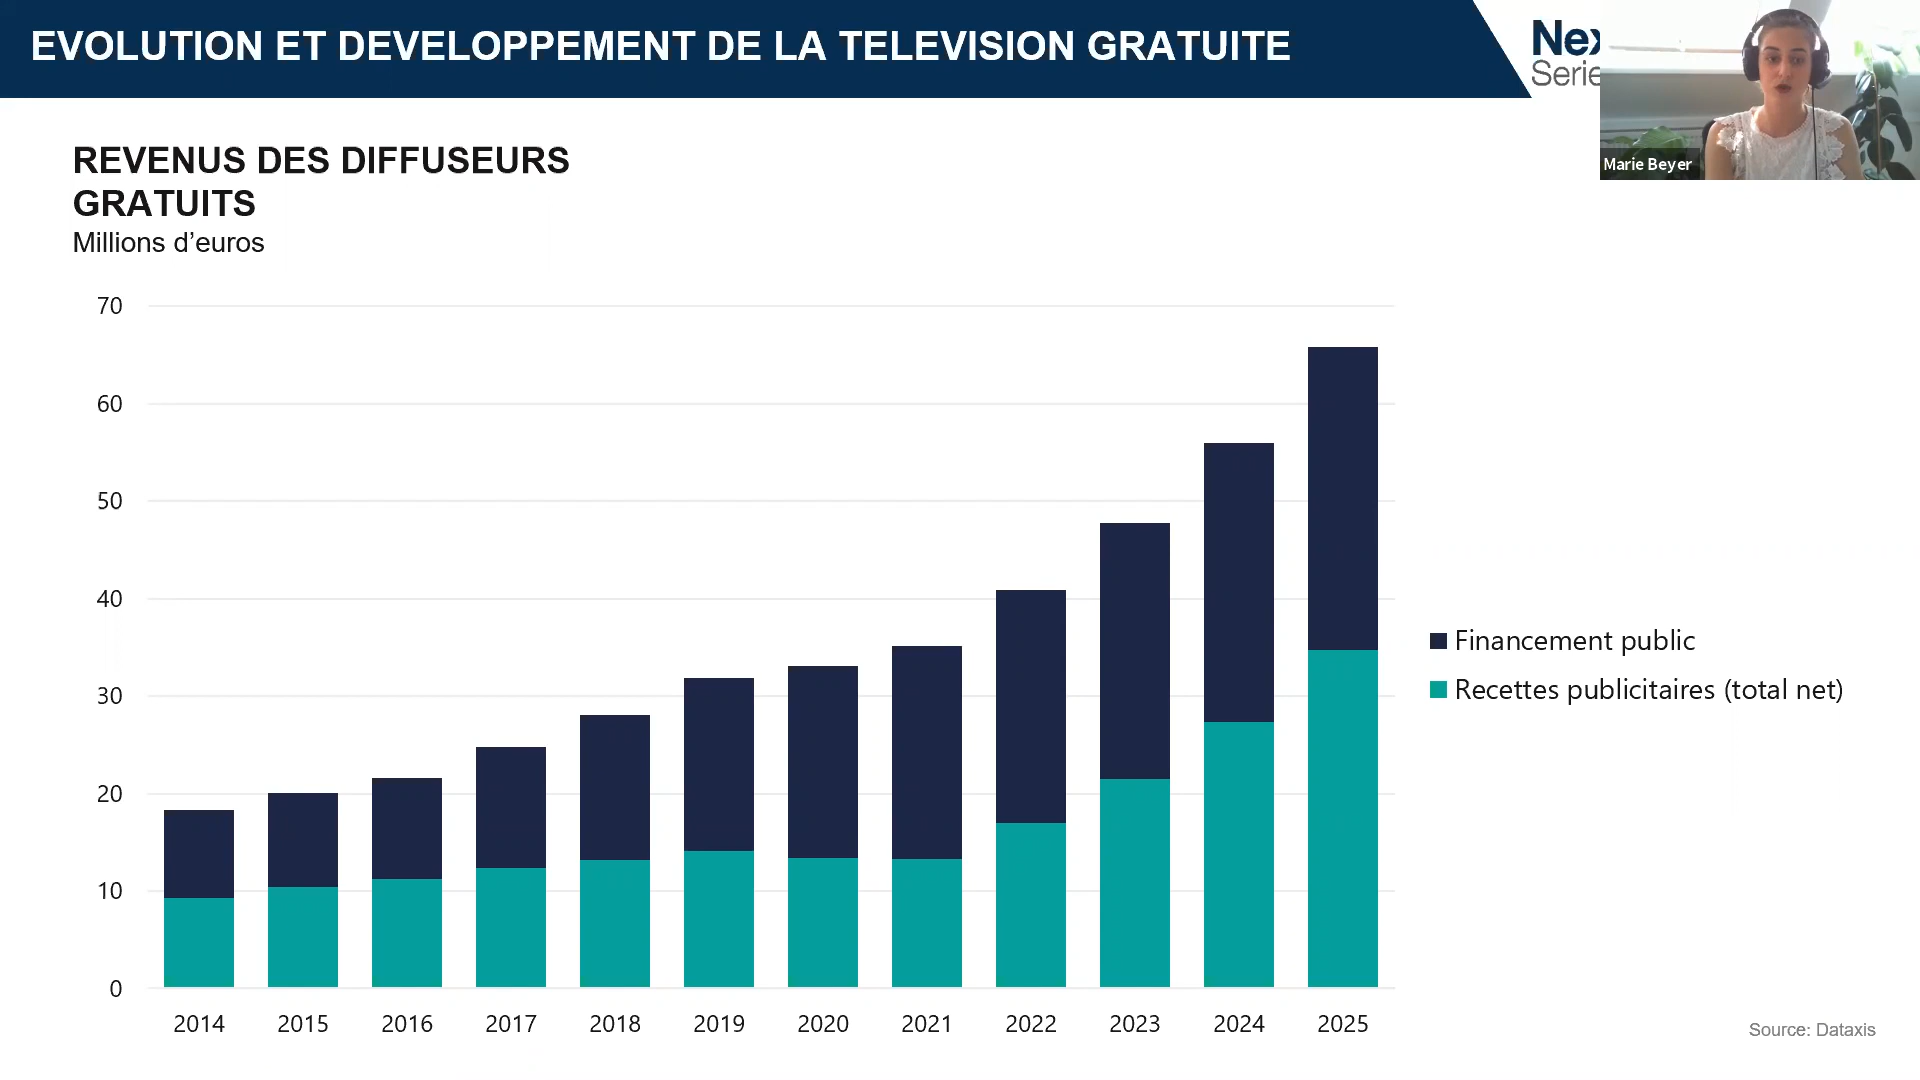 EVOLUTION ET DEVELOPPEMENT DE LA TELEVISION GRATUITE
Marie Beyer
REVENUS DES DIFFUSEURS
GRATUITS
Millions d’euros
70
60
50
40
30
20
10
0
2014 2015 2016 2017 2018 2019 2020 2021 2022 2023 2024 2025
Financement public
Recettes publicitaires (total net)
Source: Dataxis